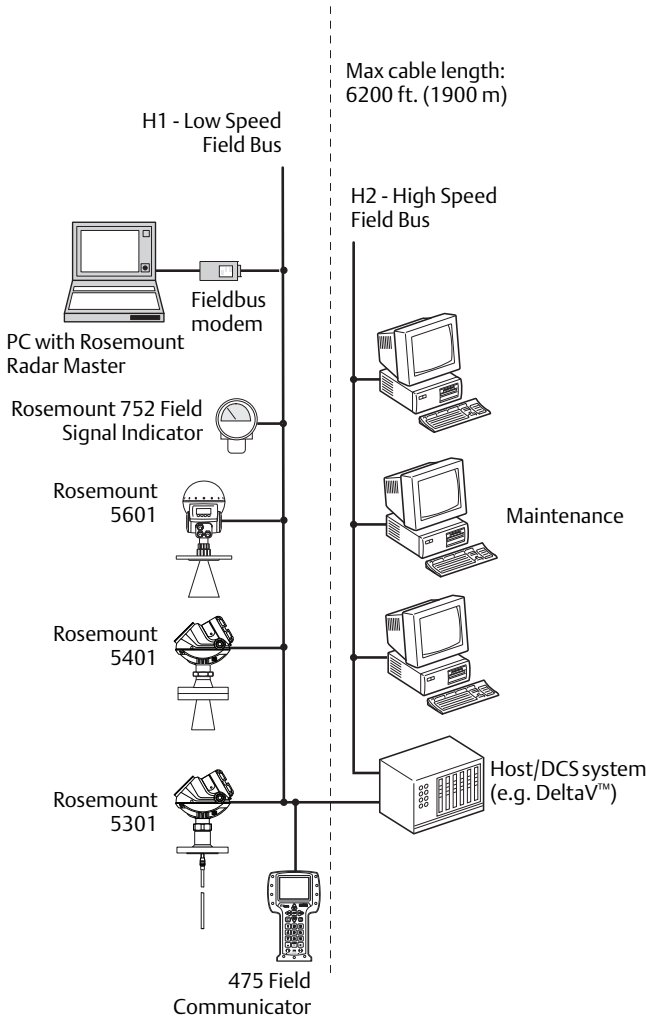 Max cable length:
6200 ft. (1900 m)
H1 - Low Speed
Field Bus
H2 - High Speed
Field Bus
Fieldbus
modem
PC with Rosemount
Radar Master
Rosemount 752 Field
Signal Indicator
Rosemount
5601
Maintenance
Rosemount
5401
Rosemount
5301
Host/DCS system
(e.g. DeltaV™)
475 Field
Communicator